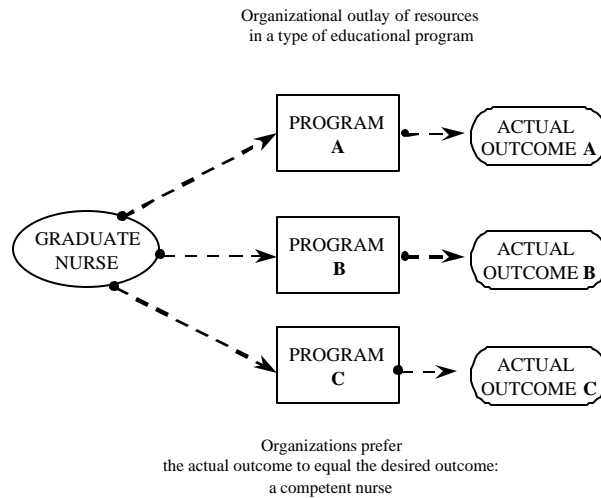 Organizational outlay of resources
in a type of educational program
PROGRAM
A
ACTUAL
OUTCOME A
GRADUATE
NURSE
PROGRAM
B
ACTUAL
OUTCOME B
PROGRAM
C
ACTUAL
OUTCOME C
Organizations prefer
the actual outcome to equal the desired outcome:
a competent nurse